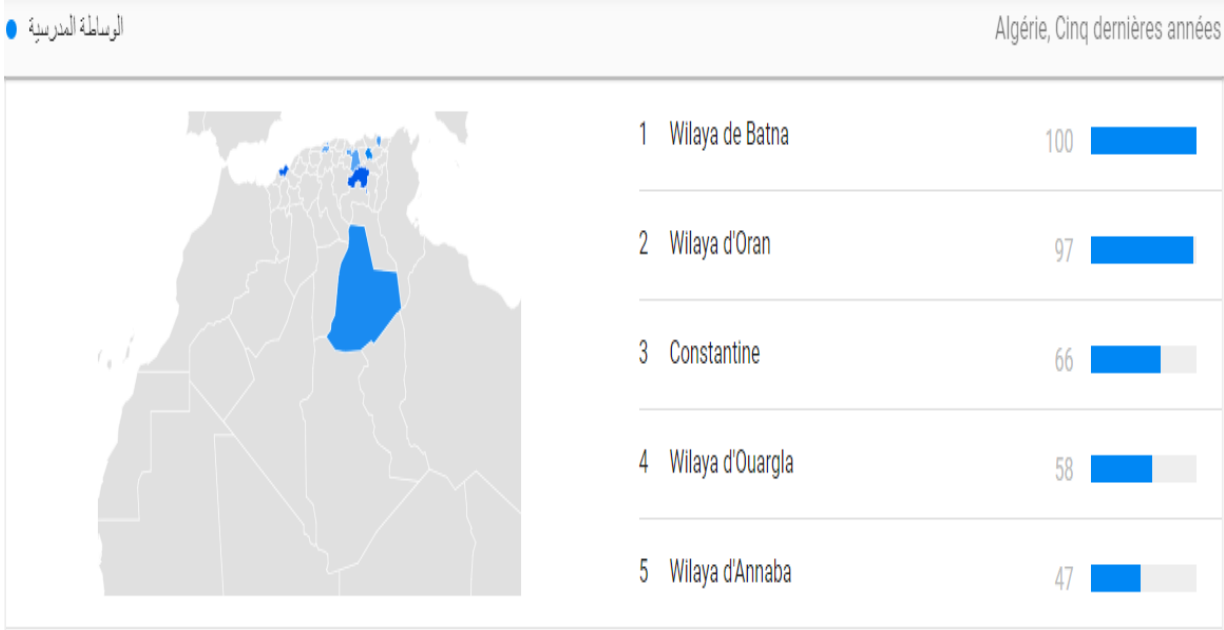 الوساطة المدرسية
Algérie, Cinq dernières années
1 Wilaya de Batna 100
2 Wilaya d'Oran 97
3 Constantine 66
4 Wilaya d'Ouargla 58
5 Wilaya d'Annaba 47